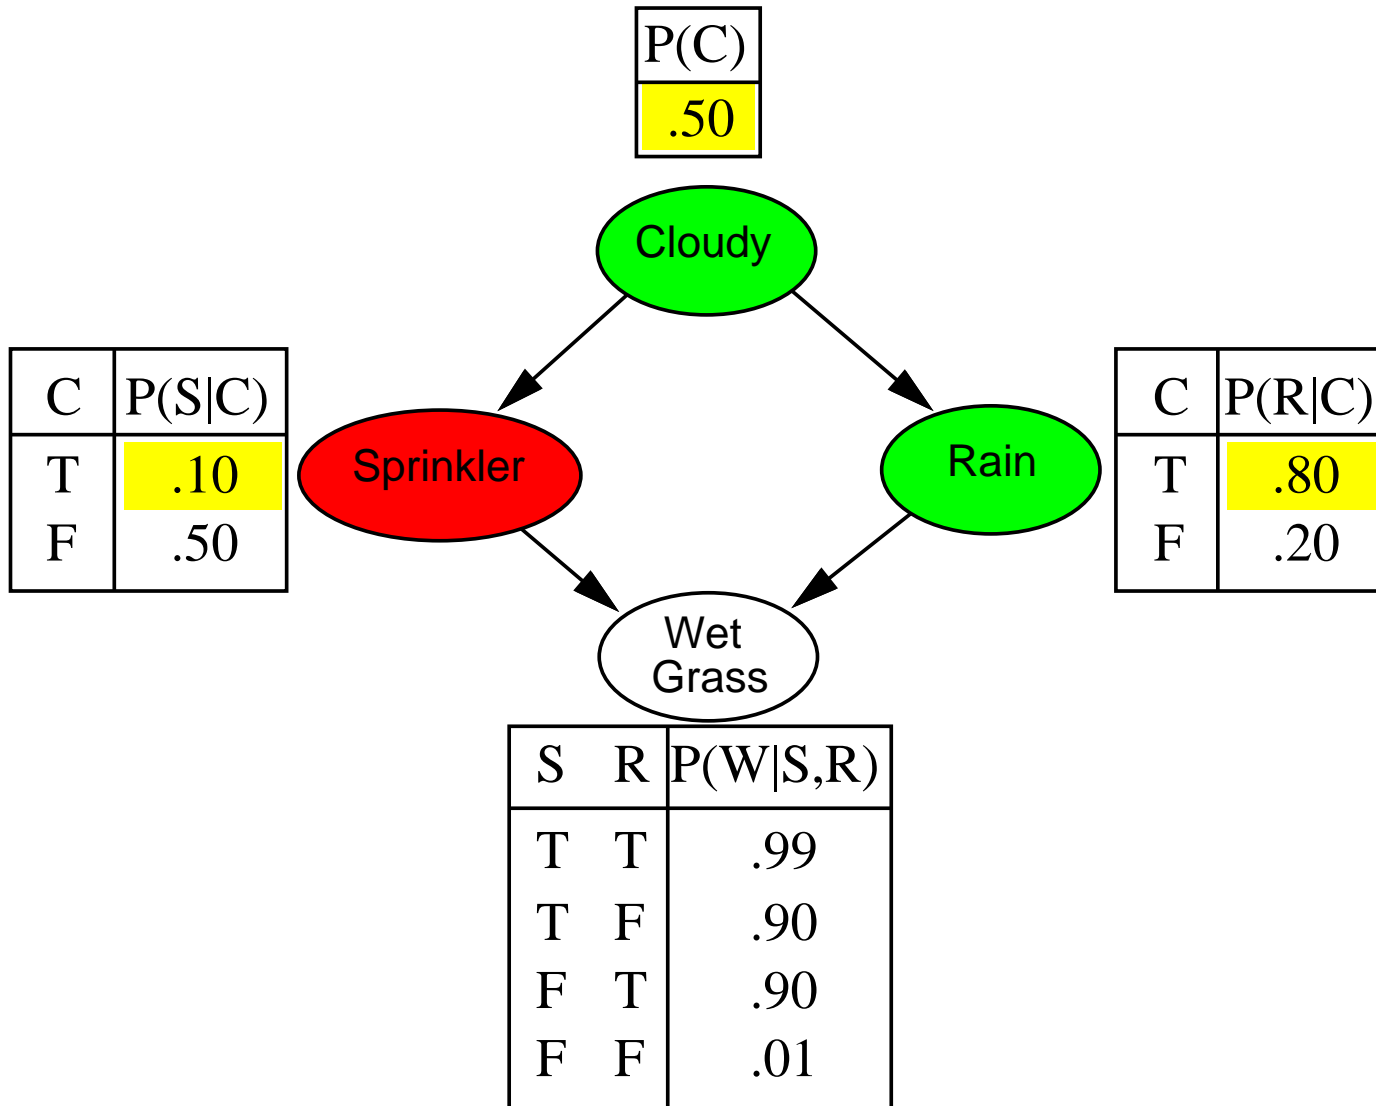 P(C)
.50
Cloudy
C P(S|C)
T .10
F .50
Sprinkler
Rain
C P(R|C)
T .80
F .20
Wet
Grass
S R P(W|S,R)
T T .99
T F .90
F T .90
F F .01